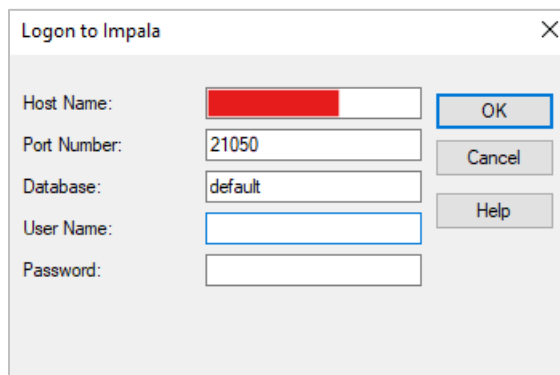 Logon to Impala
Host Name:
OK
Port Number: 21050
Cancel
Database: default
Help
User Name:
Password: